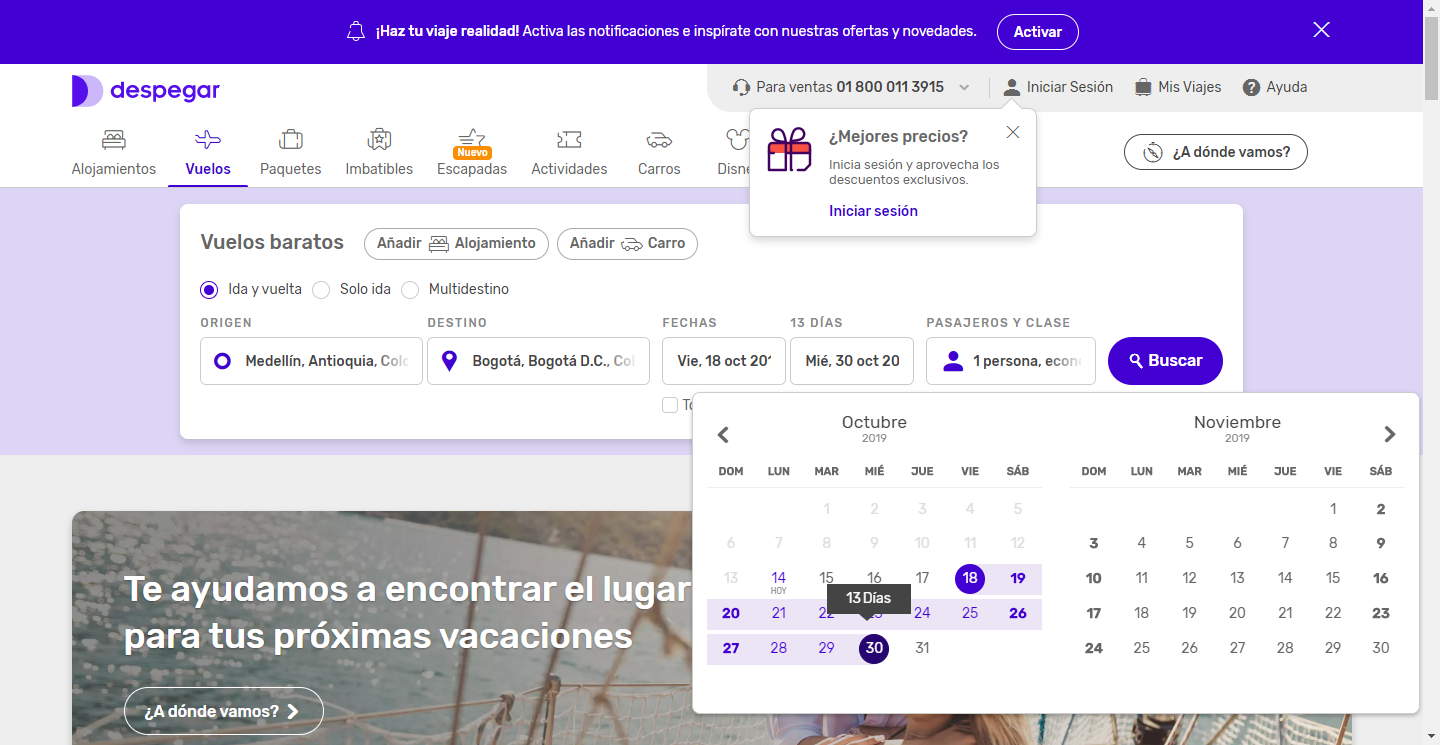 ¡Haz tu viaje realidad! Activa las notificaciones e inspírate con nuestras ofertas y novedades.
Activar
despegar
Para ventas 01 800 011 3915
Iniciar Sesión
Mis Viajes
Ayuda
Alojamientos
Vuelos
Paquetes
Imbatibles
Nuevo
Escapadas
Actividades
Carros
¿A dónde vamos?
¿Mejores precios?
Inicia sesión y aprovecha los
descuentos exclusivos.
Iniciar sesión
Vuelos baratos
Añadir Alojamiento
Añadir Carro
Ida y vuelta
Solo ida
Multidestino
ORIGEN
DESTINO
FECHAS
13 DÍAS
PASAJEROS Y CLASE
Medellín, Antioquia, Colo
Bogotá, Bogotá D.C., Col
Vie, 18 oct 201
Mié, 30 oct 20
1 persona, econ
Buscar
Octubre
2019
DOM LUN MAR MIÉ JUE VIE SÁB
1 2 3 4 5
6 7 8 9 10 11 12
13 14 15 16 17 18 19
HOY
13 Días
20 21 22 23 24 25 26
27 28 29 30 31
Noviembre
2019
DOM LUN MAR MIÉ JUE VIE SÁB
1 2
3 4 5 6 7 8 9
10 11 12 13 14 15 16
17 18 19 20 21 22 23
24 25 26 27 28 29 30
Te ayudamos a encontrar el lugar
para tus próximas vacaciones
¿A dónde vamos?